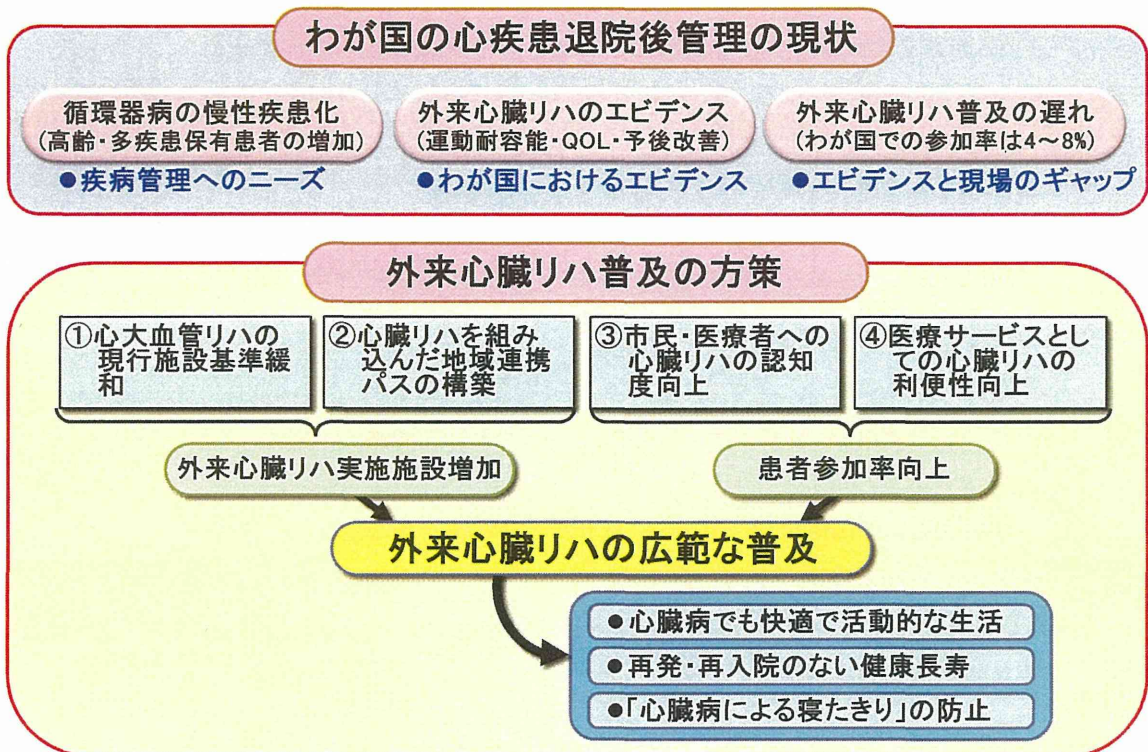 わが国の心疾患退院後管理の現状
循環器病の慢性疾患化
(高齢・多疾患保有患者の増加)
●疾病管理へのニーズ
外来心臓リハのエビデンス
(運動耐容能・QOL・予後改善)
●わが国におけるエビデンス
外来心臓リハ普及の遅れ
(わが国での参加率は4～8%)
●エビデンスと現場のギャップ
外来心臓リハ普及の方策
①心大血管リハの
現行施設基準緩
和
②心臓リハを組み
込んだ地域連携
パスの構築
③市民・医療者への
心臓リハの認知
度向上
④医療サービスとし
ての心臓リハの
利便性向上
外来心臓リハ実施施設増加
患者参加率向上
外来心臓リハの広範な普及
●心臓病でも快適で活動的な生活
●再発・再入院のない健康長寿
●「心臓病による寝たきり」の防止